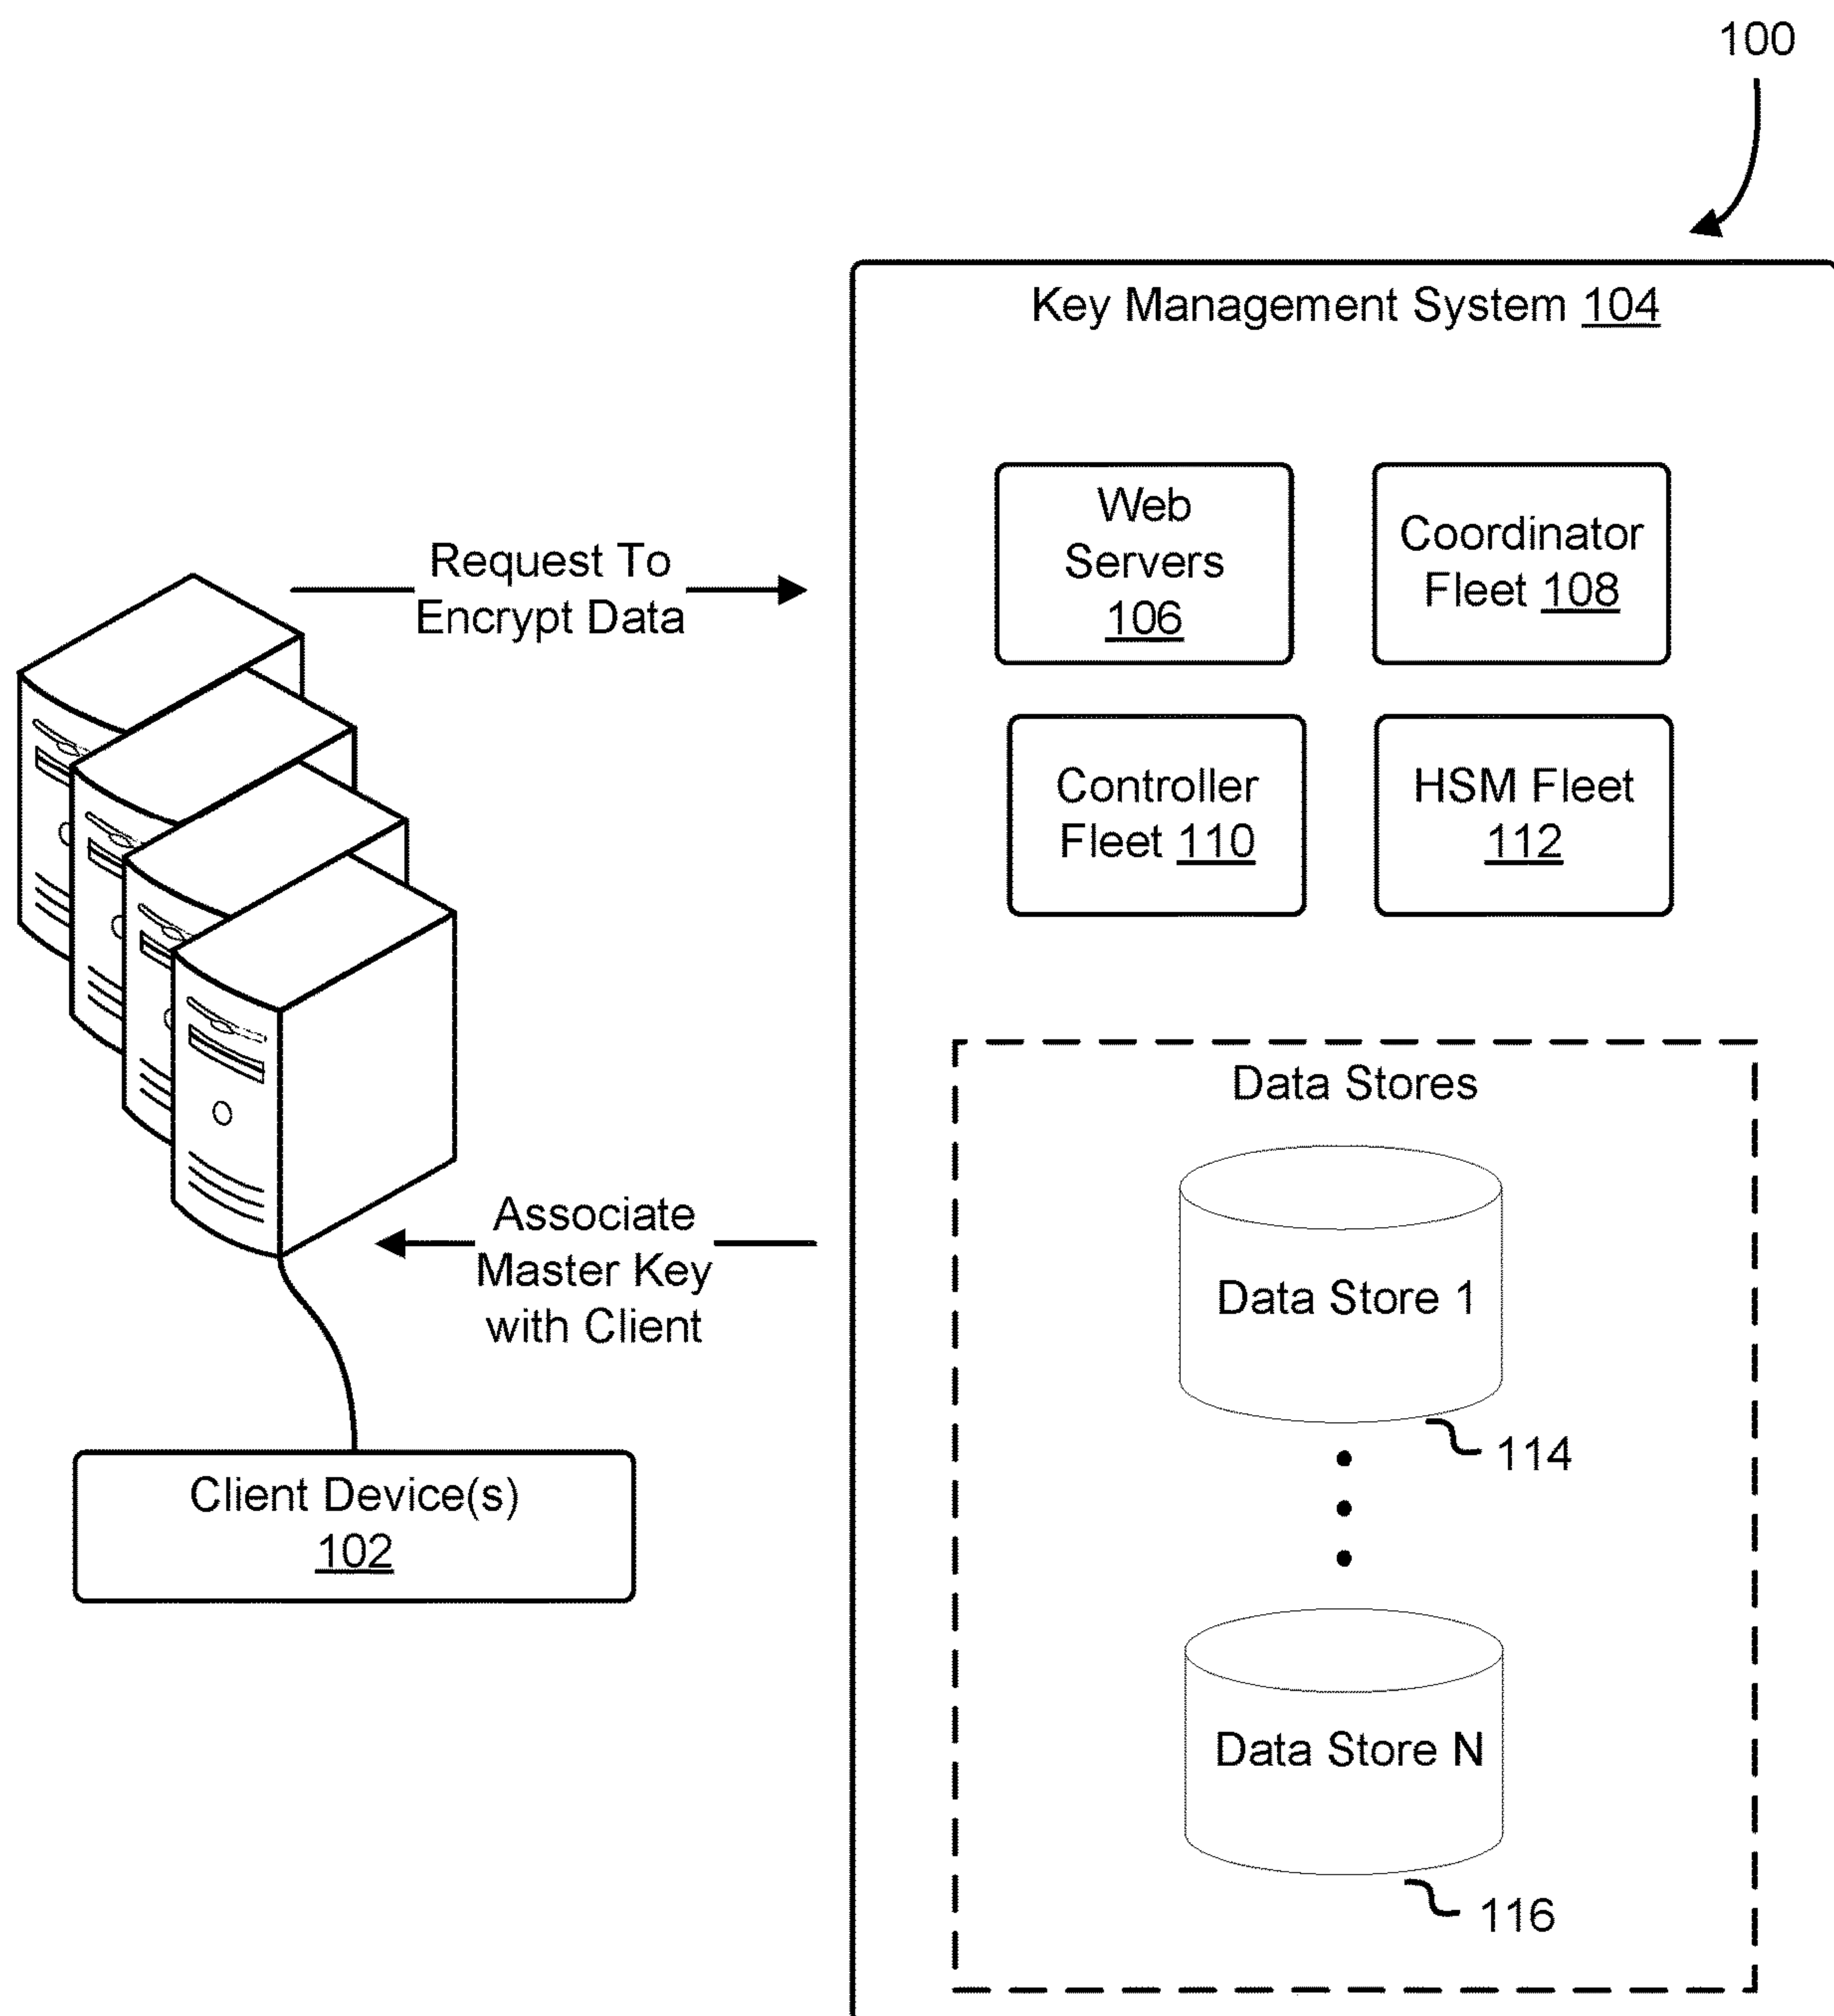 100
Key Management System 104
Web
Servers
106
Coordinator
Fleet 108
Request To
Encrypt Data
Controller
Fleet 110
HSM Fleet
112
Data Stores
Data Store 1
114
Associate
Master Key
with Client
Client Device(s)
102
Data Store N
116